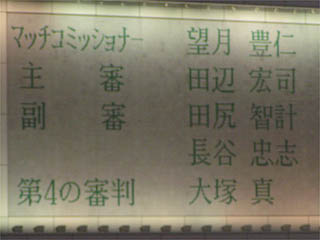 マッチコミッショナー 望月 豊仁
主審 田辺 宏司
副審 田尻 智計
長谷 忠志
第4の審判 大塚 真